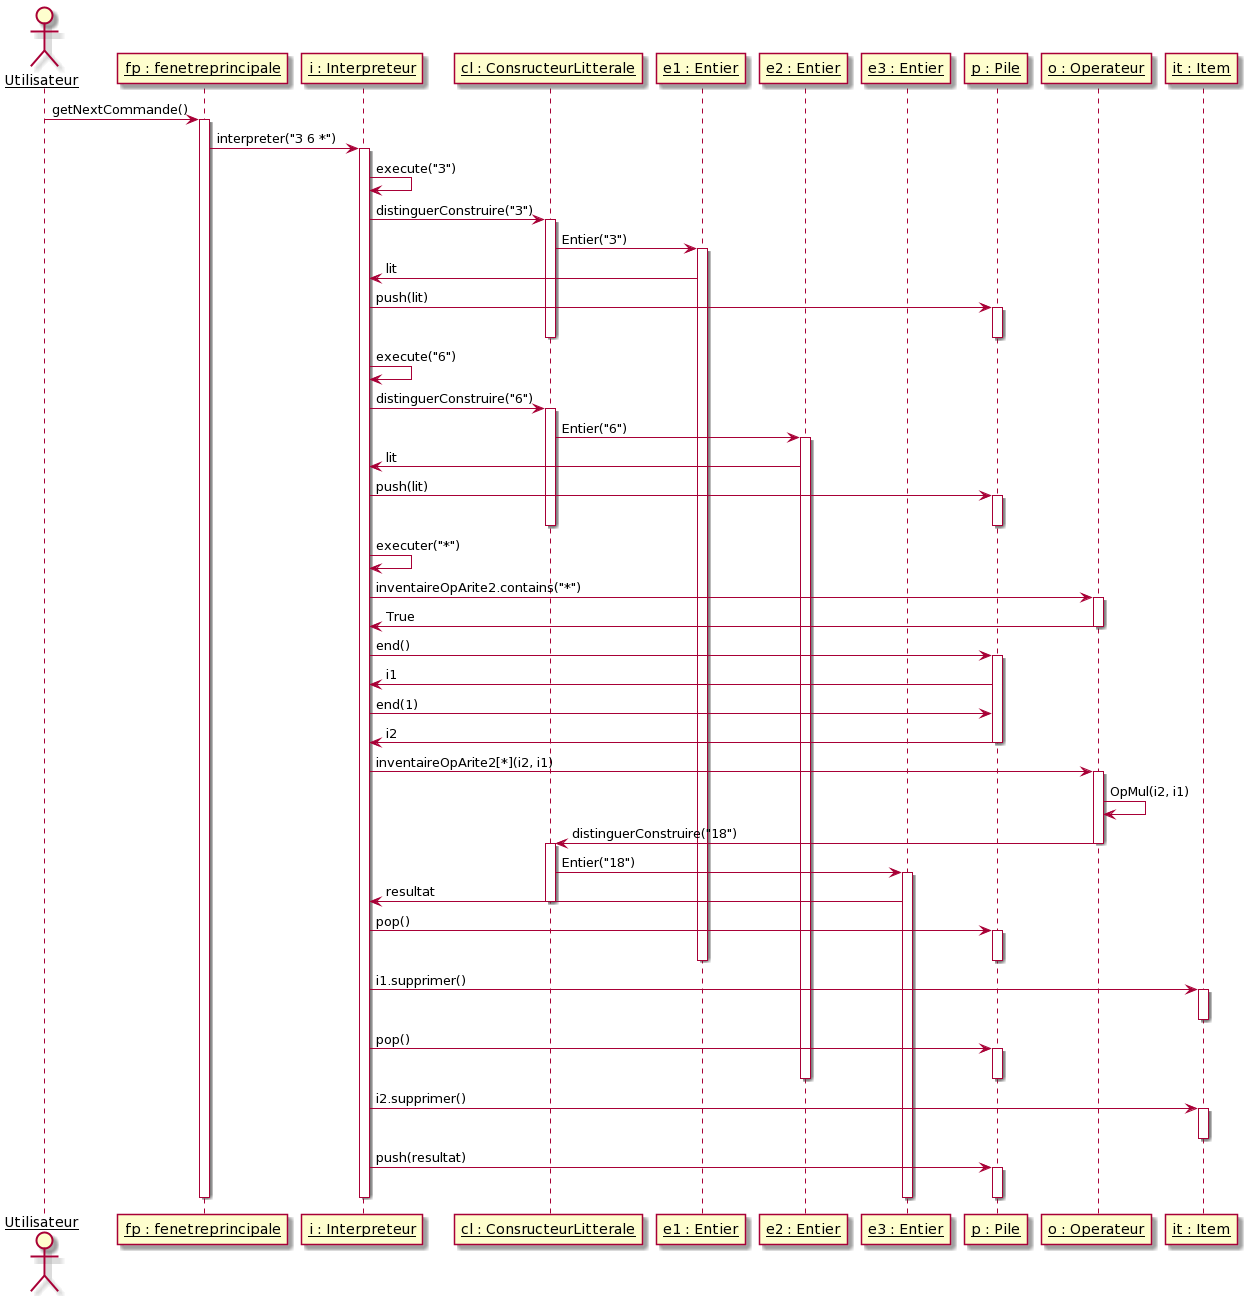 Utilisateur
fp : fenetreprincipale
i : Interpreteur
cl : ConsructeurLitterale
e1 : Entier
e2 : Entier
e3 : Entier
p : Pile
o : Operateur
it : Item
getNextCommande()
interpreter("3 6 *")
execute("3")
distinguerConstruire("3")
Entier("3")
lit
push(lit)
execute("6")
distinguerConstruire("6")
Entier("6")
lit
push(lit)
executer("*")
inventaireOpArite2.contains("*")
True
end()
i1
end(1)
i2
inventaireOpArite2[*](i2, i1)
OpMul(i2, i1)
distinguerConstruire("18")
Entier("18")
resultat
pop()
i1.supprimer()
pop()
i2.supprimer()
push(resultat)
Utilisateur
fp : fenetreprincipale
i : Interpreteur
cl : ConsructeurLitterale
e1 : Entier
e2 : Entier
e3 : Entier
p : Pile
o : Operateur
it : Item